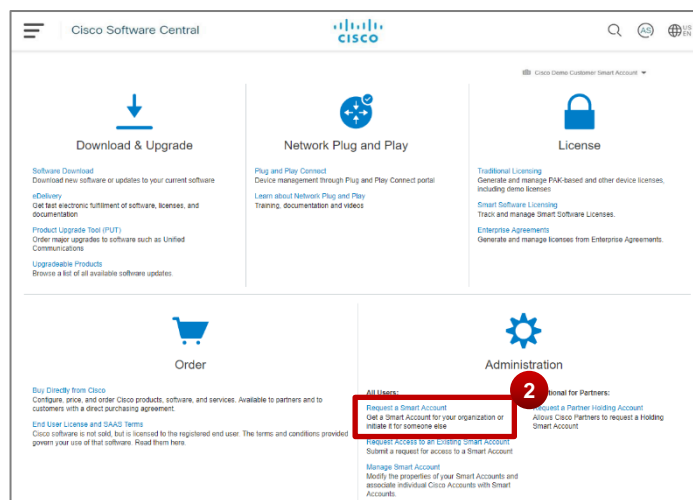 Cisco Software Central
CISCO
AS
US
EN
Cisco Demo Customer Smart Account
Download & Upgrade
Software Download
Download new software or updates to your current software
eDelivery
Get fast electronic fulfillment of software, licenses, and
documentation
Product Upgrade Tool (PUT)
Order major upgrades to software such as Unified
Communications
Upgradeable Products
Browse a list of all available software updates.
Network Plug and Play
Plug and Play Connect
Device management through Plug and Play Connect portal
Learn about Network Plug and Play
Training, documentation and videos
License
Traditional Licensing
Generate and manage PAK-based and other device licenses,
including demo licenses
Smart Software Licensing
Track and manage Smart Software Licenses.
Enterprise Agreements
Generate and manage licenses from Enterprise Agreements.
Order
Buy Directly from Cisco
Configure, price, and order Cisco products, software, and services. Available to partners and to
customers with a direct purchasing agreement.
End User License and SAAS Terms
Cisco software is not sold, but is licensed to the registered end user. The terms and conditions provided
govern your use of that software. Read them here.
Administration
All Users:
Request a Smart Account
Get a Smart Account for your organization or
initiate it for someone else
Request Access to an Existing Smart Account
Submit a request for access to a Smart Account
Manage Smart Account
Modify the properties of your Smart Accounts and
associate individual Cisco Accounts with Smart
Accounts.
2
for Partners:
Request a Partner Holding Account
Allows Cisco Partners to request a Holding
Smart Account